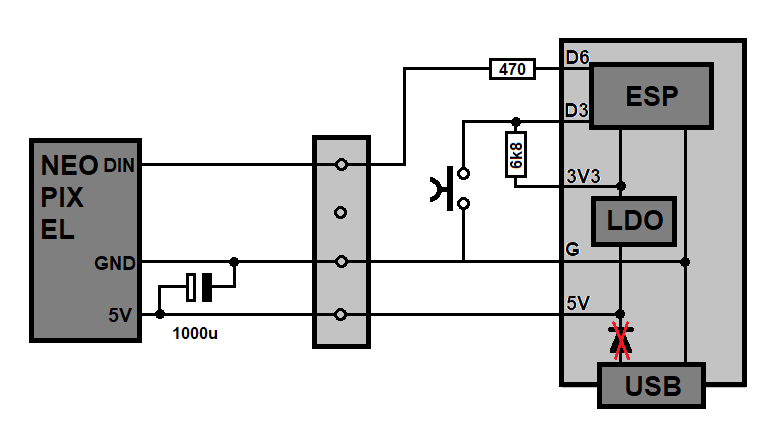 D6
470
ESP
D3
6k8
NEO DIN
PIX
EL
3V3
LDO
G
GND
5V
5V
1000u
USB